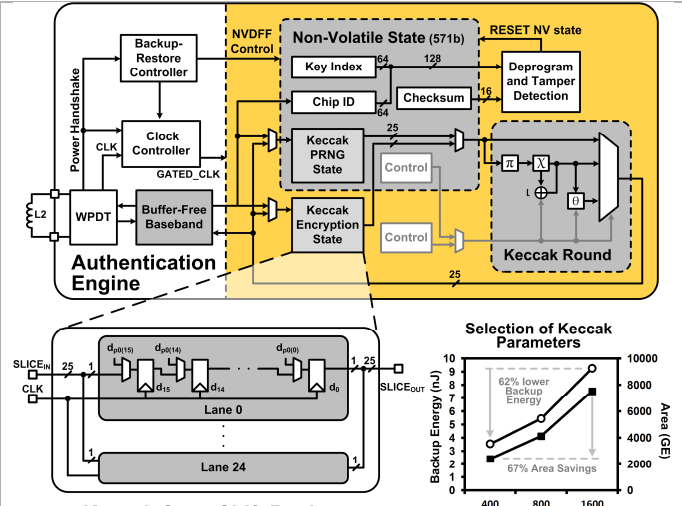 Backup-
Restore
Controller
NVDFF
Control
Non-Volatile State (571b)
RESET NV state
Key Index
64
128
Deprogram
and Tamper
Detection
Chip ID
64
Checksum
16
Power Handshake
CLK
Clock
Controller
GATED_CLK
Keccak
PRNG
State
25
Control
π
χ
ι
θ
L2
WPDT
Buffer-Free
Baseband
Keccak
Encryption
State
Control
Keccak Round
Authentication
Engine
25
SLICEIN
25
1
dp0(15)
dp0(14)
dp0(0)
. . .
d15
d14
d0
1
25
SLICEOUT
CLK
Lane 0
1
Lane 24
1
Selection of Keccak
Parameters
Backup Energy (nJ)
10
9
8
7
6
5
4
3
2
1
0
62% lower
Backup
Energy
67% Area Savings
10000
8000
6000
4000
2000
0
Area (GE)
400
800
1600